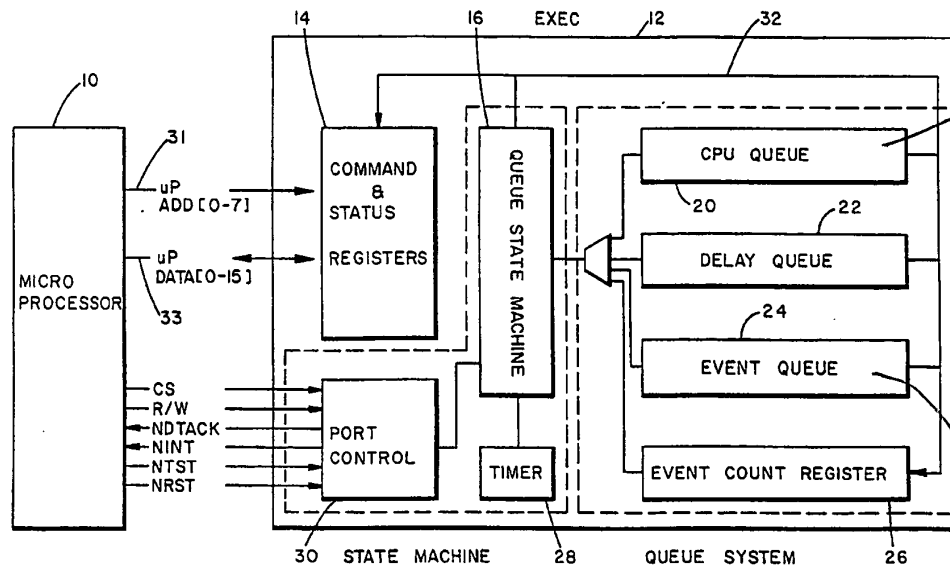 14
16
EXEC
12
32
10
31
uP
ADD[0-7]
uP
DATA[0-15]
33
MICRO
PROCESSOR
COMMAND
&
STATUS
REGISTERS
QUEUE STATE MACHINE
CPU QUEUE
20
22
DELAY QUEUE
24
EVENT QUEUE
EVENT COUNT REGISTER
26
CS
R/W
NDTACK
NINT
NTST
NRST
PORT
CONTROL
TIMER
30
STATE MACHINE
28
QUEUE SYSTEM